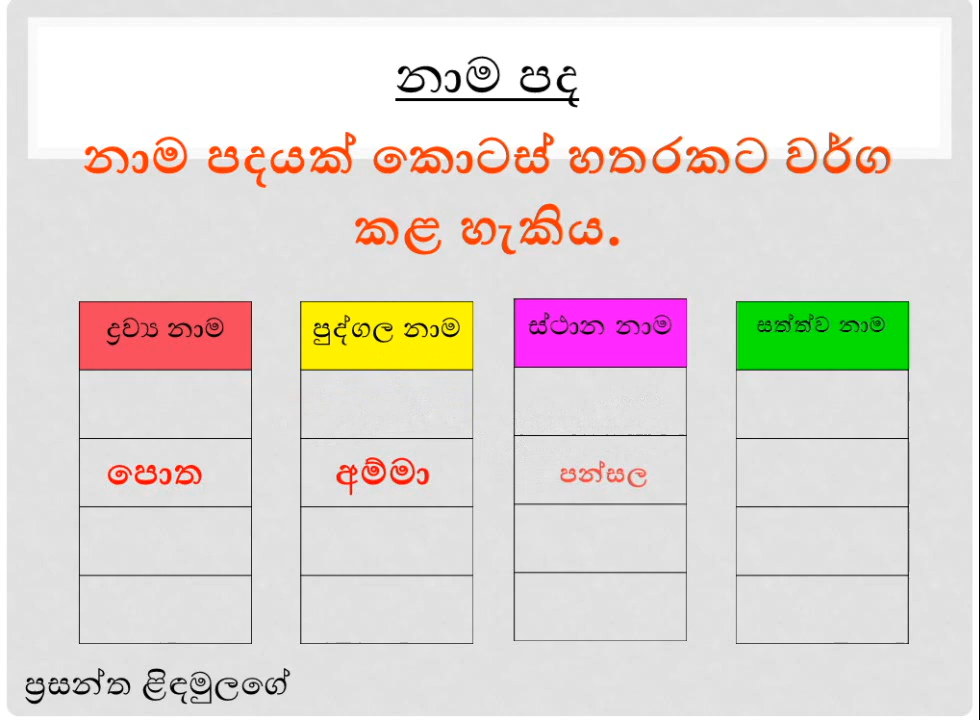 නාම පද
නාම පදයක් කොටස් හතරකට වර්ග
කළ හැකිය.
ද්‍රව්‍ය නාම
පුද්ගල නාම
ස්ථාන නාම
සත්ත්ව නාම
පොත
අම්මා
පන්සල
ප්‍රසන්ත ළිඳමුලගේ